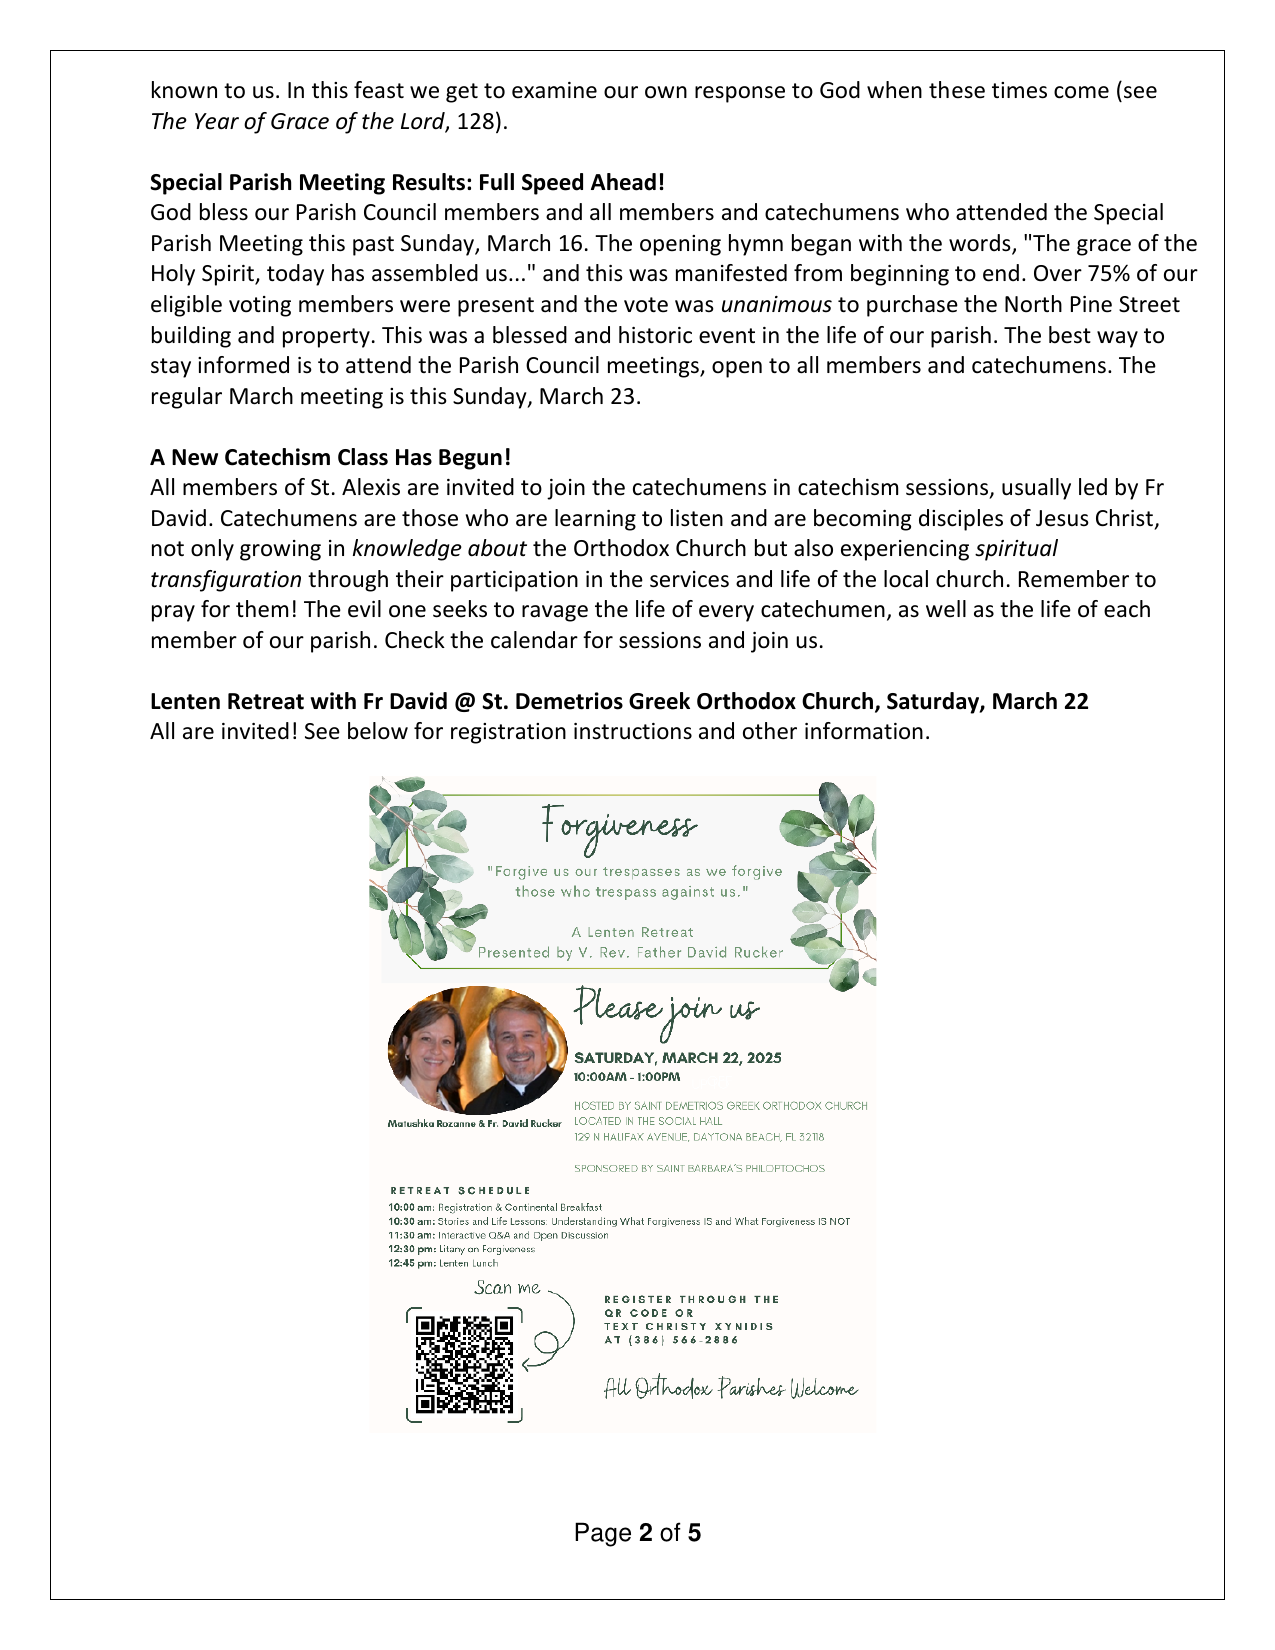 known to us. In this feast we get to examine our own response to God when these times come (see
The Year of Grace of the Lord, 128).
Special Parish Meeting Results: Full Speed Ahead!
God bless our Parish Council members and all members and catechumens who attended the Special
Parish Meeting this past Sunday, March 16. The opening hymn began with the words, "The grace of the
Holy Spirit, today has assembled us..." and this was manifested from beginning to end. Over 75% of our
eligible voting members were present and the vote was unanimous to purchase the North Pine Street
building and property. This was a blessed and historic event in the life of our parish. The best way to
stay informed is to attend the Parish Council meetings, open to all members and catechumens. The
regular March meeting is this Sunday, March 23.
A New Catechism Class Has Begun!
All members of St. Alexis are invited to join the catechumens in catechism sessions, usually led by Fr
David. Catechumens are those who are learning to listen and are becoming disciples of Jesus Christ,
not only growing in knowledge about the Orthodox Church but also experiencing spiritual
transfiguration through their participation in the services and life of the local church. Remember to
pray for them! The evil one seeks to ravage the life of every catechumen, as well as the life of each
member of our parish. Check the calendar for sessions and join us.
Lenten Retreat with Fr David @ St. Demetrios Greek Orthodox Church, Saturday, March 22
All are invited! See below for registration instructions and other information.
Forgiveness
"Forgive us our trespasses as we forgive
those who trespass against us."
A Lenten Retreat
Presented by V. Rev. Father David Rucker
Please join us
SATURDAY, MARCH 22, 2025
10:00AM - 1:00PM
HOSTED BY SAINT DEMETRIOS GREEK ORTHODOX CHURCH
LOCATED IN THE SOCIAL HALL
129 N HALIFAX AVENUE, DAYTONA BEACH, FL 32118
Matushka Rozanne & Fr. David Rucker
SPONSORED BY SAINT BARBARA'S PHILOPTOCHOS
RETREAT SCHEDULE
10:00 am: Registration & Continental Breakfast
10:30 am: Stories and Life Lessons: Understanding What Forgiveness IS and What Forgiveness IS NOT
11:30 am: Interactive Q&A and Open Discussion
12:30 pm: Litany on Forgiveness
12:45 pm: Lenten Lunch
Scan me
REGISTER THROUGH THE
QR CODE OR
TEXT CHRISTY XYNIDIS
AT (386) 566-2886
All Orthodox Parishes Welcome
Page 2 of 5